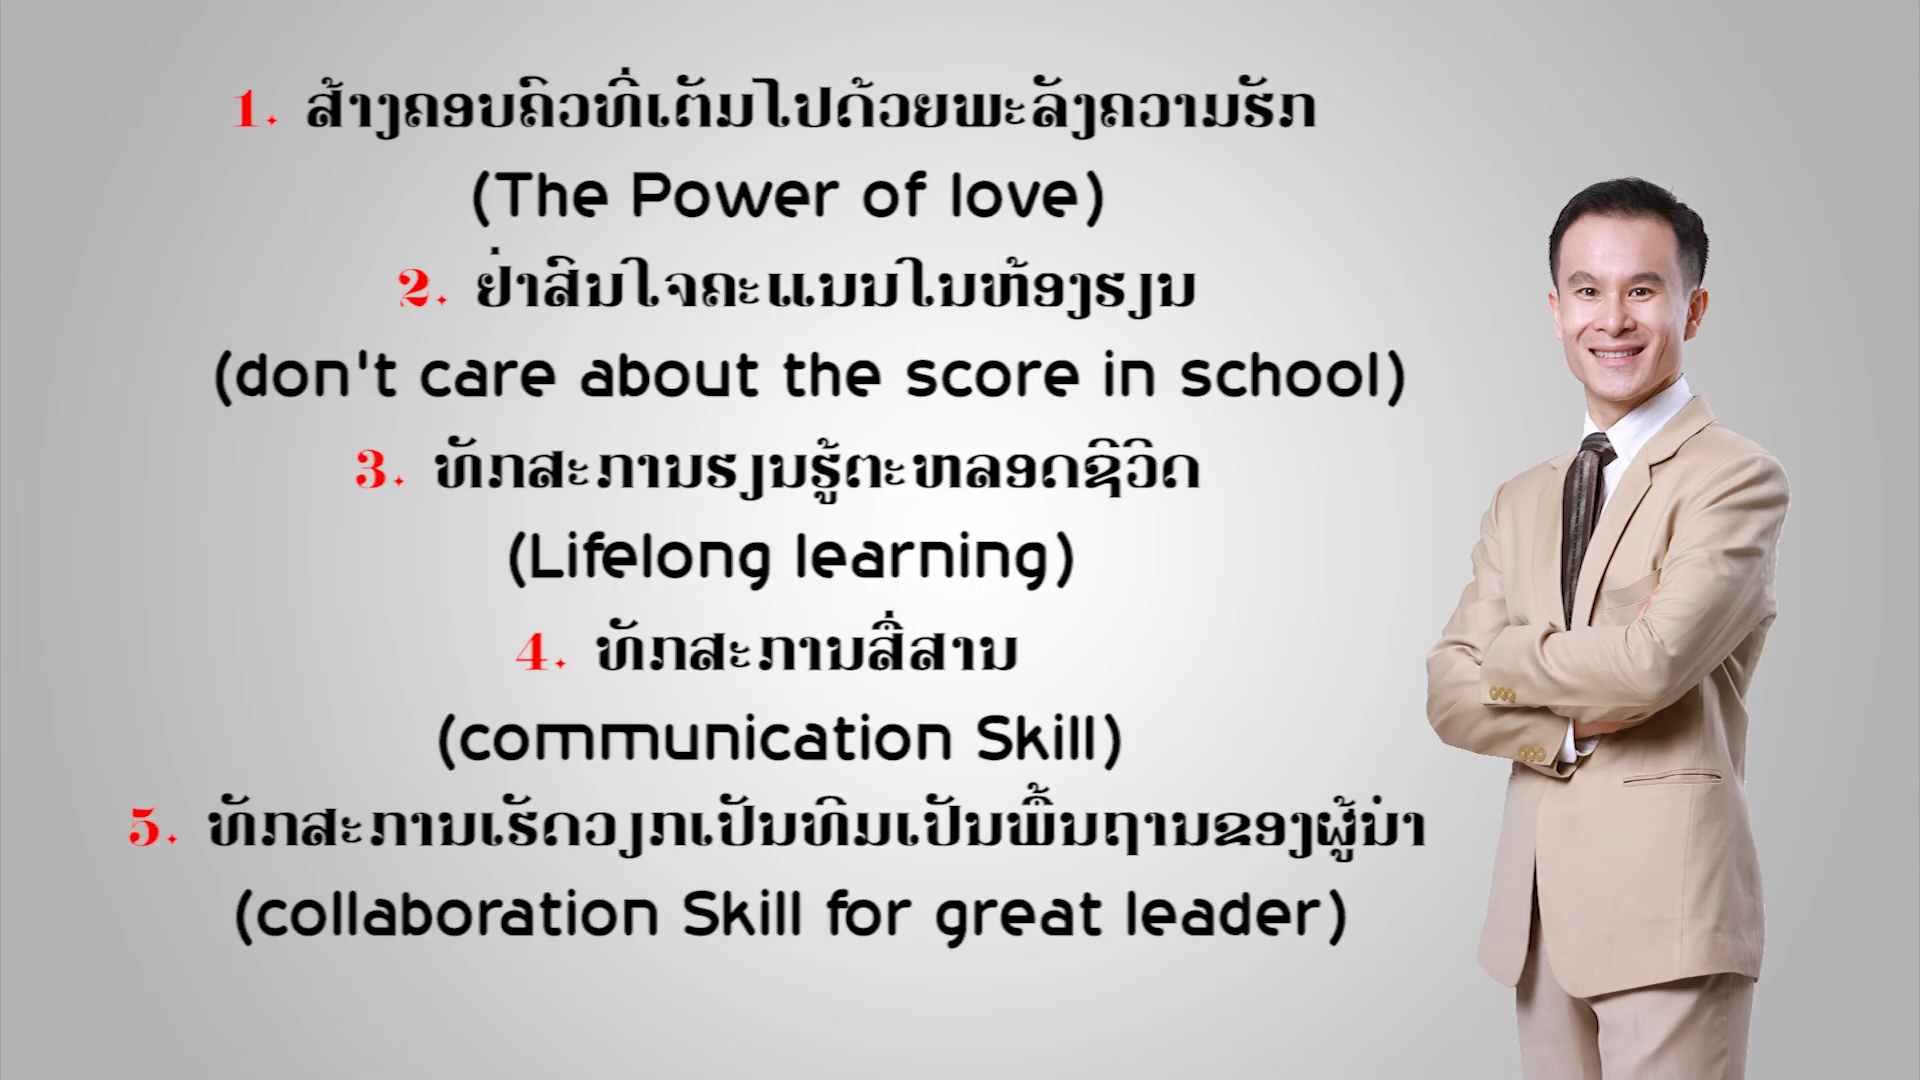 1. ສ້າງຄອບຄົວທີ່ເຕັມໄປດ້ວຍພະລັງຄວາມຮັກ
(The Power of love)
2. ຢ່າສົນໃຈຄະແນນໃນຫ້ອງຮຽນ
(don't care about the score in school)
3. ທັກສະການຮຽນຮູ້ຕະຫລອດຊີວິດ
(Lifelong learning)
4. ທັກສະການສື່ສານ
(communication Skill)
5. ທັກສະການເຮັດວຽກເປັນທີມເປັນພື້ນຖານຂອງຜູ້ນຳ
(collaboration Skill for great leader)